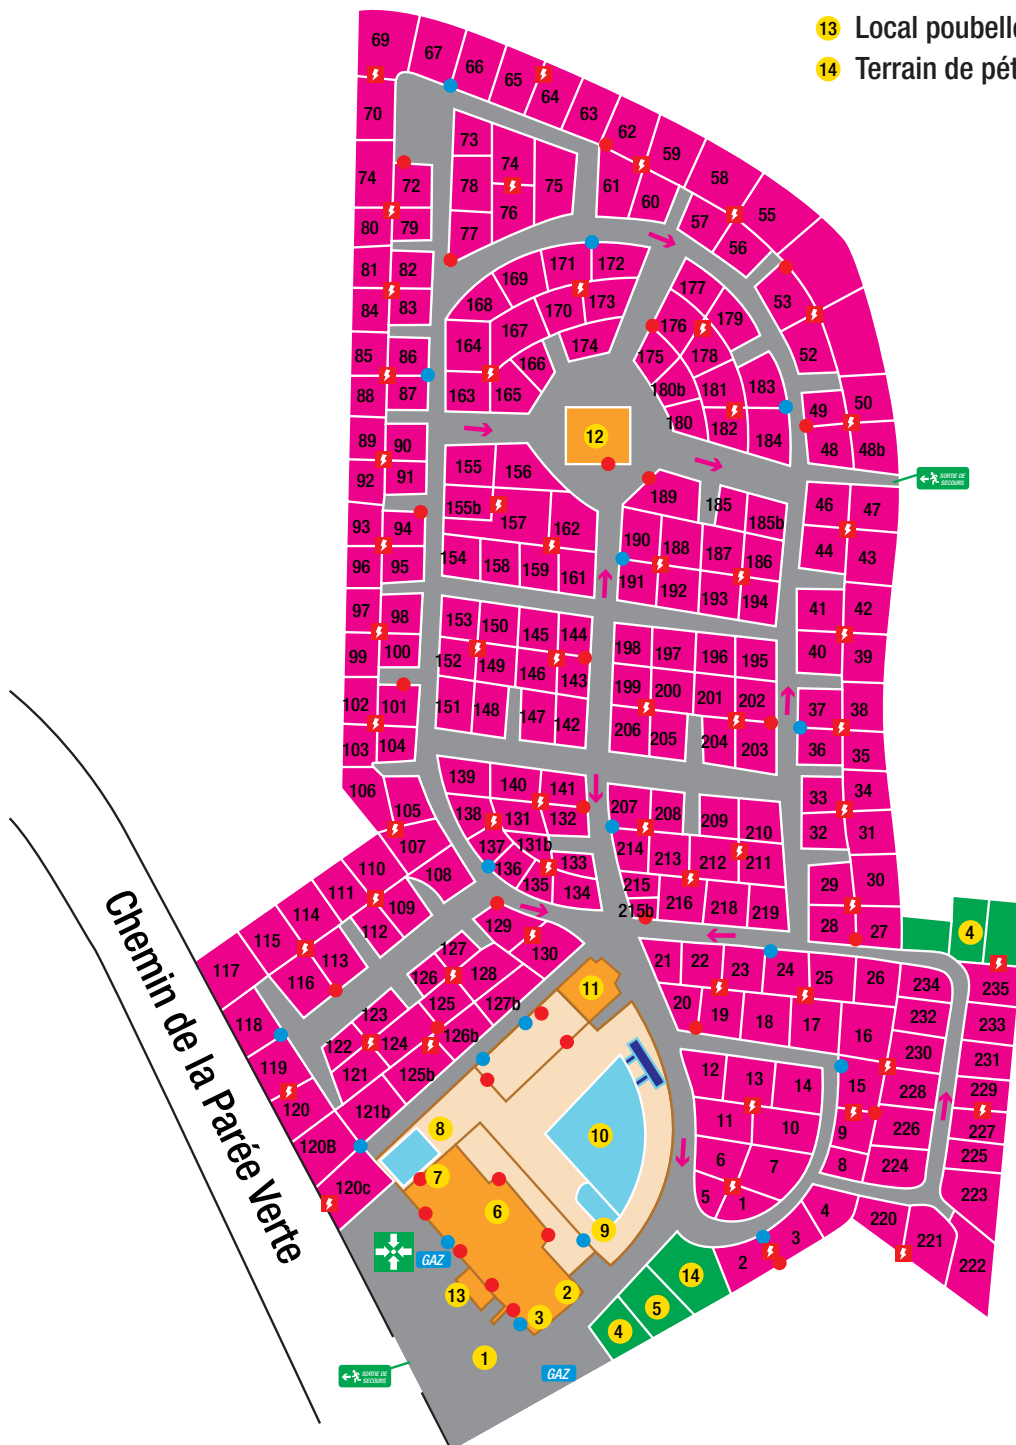 13 Local poubelle
14 Terrain de pét
69 67 66 65 64 63 62 59 58 55
70 73 74 75 61 60 57 56
74 72 78 76
80 79 77
81 82 169 171 172 177 53
84 83 168 170 173 176 179
167 174 175 178 52
85 86 164 166 180b 181 183 49 50
88 87 163 165 180 182 184 48 48b
89 90 155 156 12
92 91 155b 157 162 189 185 185b 46 47
93 94 154 158 159 161 190 188 187 186 44 43
96 95 191 192 193 194
97 98 153 150 145 144 198 197 196 195 41 42
99 100 152 149 146 143 199 200 201 202 40 39
102 101 151 148 147 142 206 205 204 203 37 38
103 104 36 35
106 105 139 140 141 207 208 209 210 33 34
107 138 131 132 214 213 212 211 32 31
110 108 137 131b 133 215 216 218 219 29 30
111 109 136 135 134 215b 28 27
114 112 129 130
115 113 127 128
117 116 126 125 127b
118 123 124 126b
119 122 121 125b
120 121b
120B
120c
21 22 23 24 25 26 234 235
20 19 18 17 16 232 233
230 231
12 13 14 15 228 229
11 10 9 226 227
6 7 8 224 225
5 1 4 220 223
2 3 221 222
4
11
10
8
7
6
9
13
2
3
1
14
5
4
GAZ
GAZ
SORTIE DE
SECOURS
SORTIE DE
SECOURS
Chemin de la Parée Verte